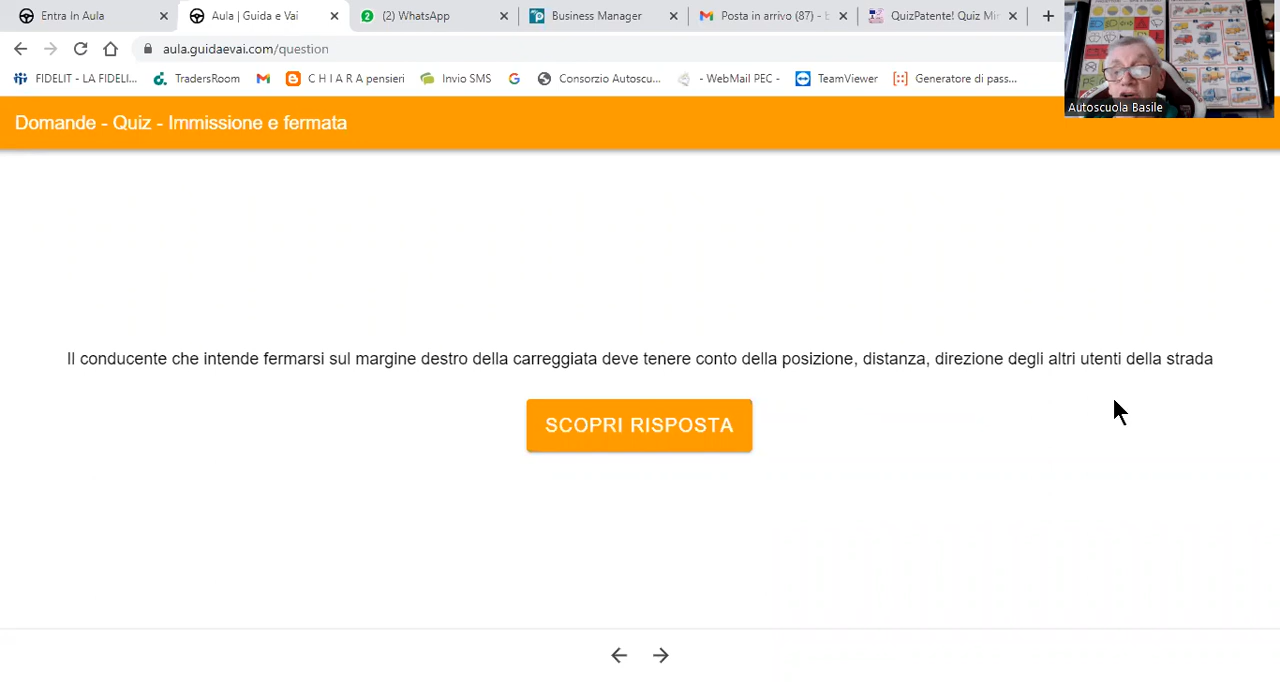 Entra In Aula
Aula | Guida e Vai
(2) WhatsApp
Business Manager
Posta in arrivo (87) - b
QuizPatente! Quiz Mi
aula.guidaevai.com/question
FIDELIT - LA FIDELI...
TradersRoom
C H I A R A pensieri
Invio SMS
Consorzio Autoscu...
- WebMail PEC -
TeamViewer
Generatore di pass...
Autoscuola Basile
Domande - Quiz - Immissione e fermata
Il conducente che intende fermarsi sul margine destro della carreggiata deve tenere conto della posizione, distanza, direzione degli altri utenti della strada
SCOPRI RISPOSTA